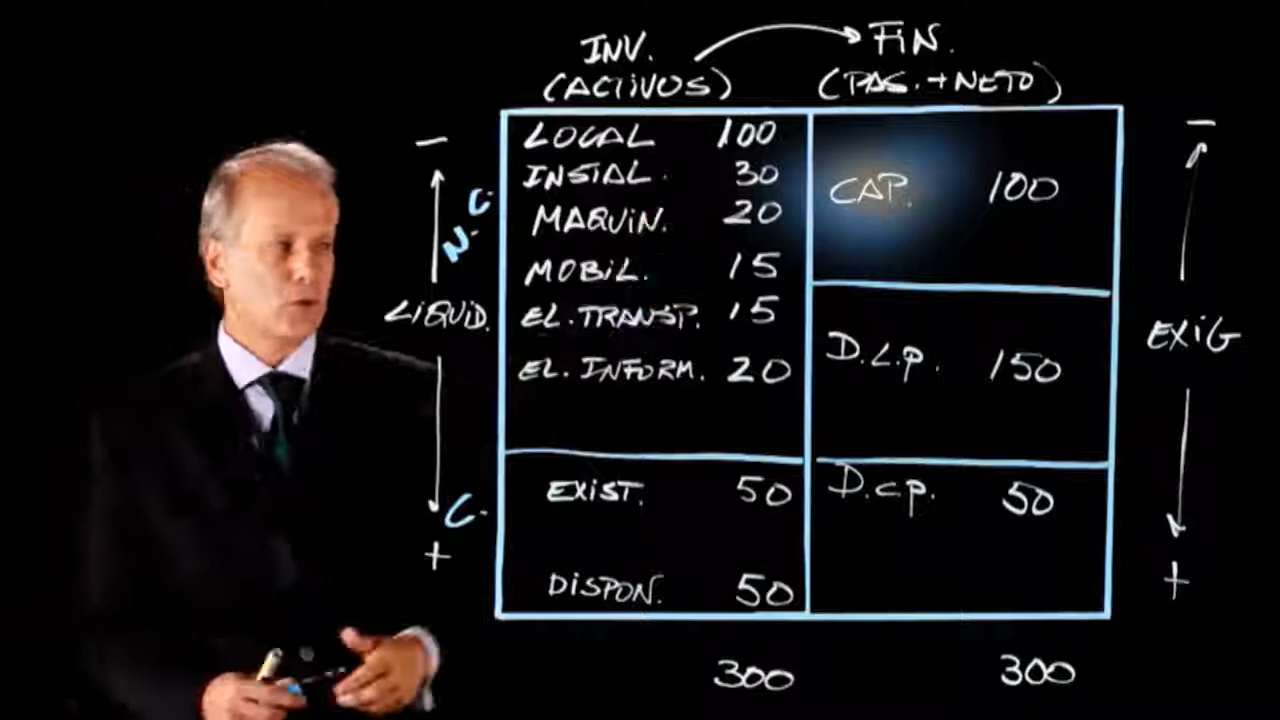 INV. FiN.
(ACTiVOS) (PAS. + NETO)
LOCAL 100
INSTAL. 30
MAQUiN. 20
MOBiL. 15
EL. TRANSP. 15
EL. INFORM. 20
EXiST. 50
DiSPON. 50
300
CAP. 100
D.L.p. 150
D.c.p. 50
300
-
N.C.
LiQUiD.
C.
+
-
EXiG
+